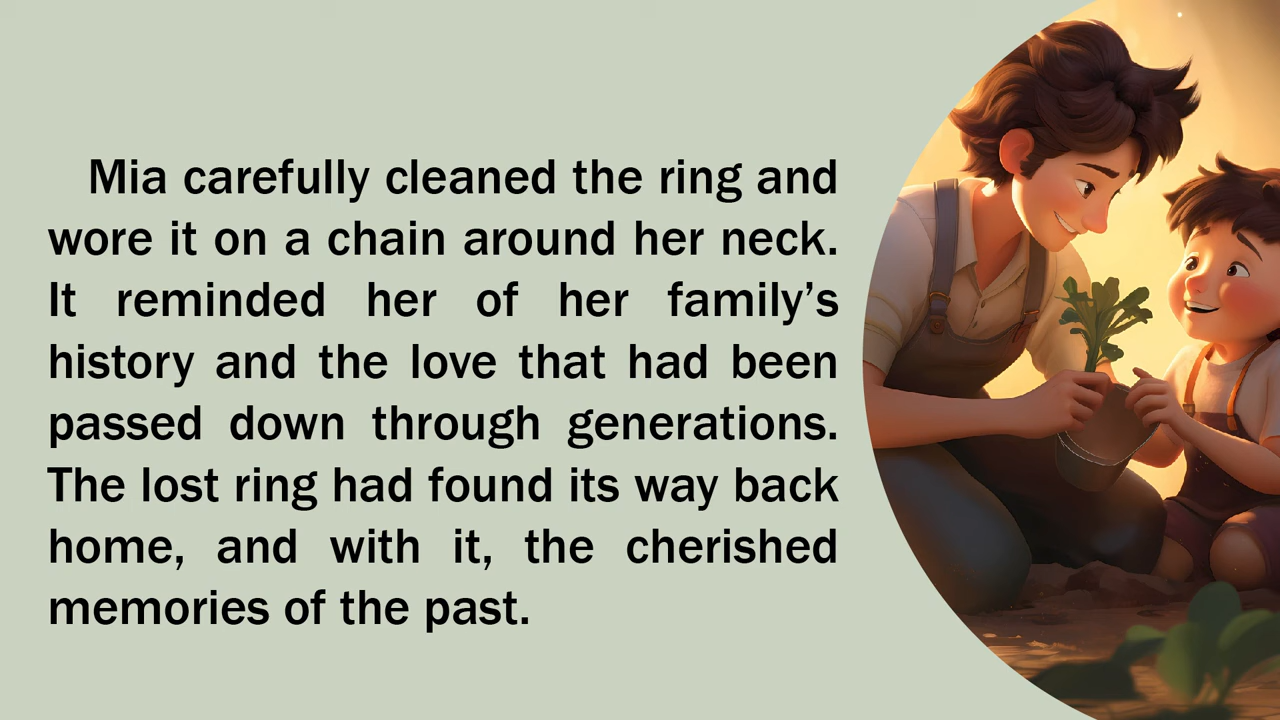 Mia carefully cleaned the ring and
wore it on a chain around her neck.
It reminded her of her family’s
history and the love that had been
passed down through generations.
The lost ring had found its way back
home, and with it, the cherished
memories of the past.